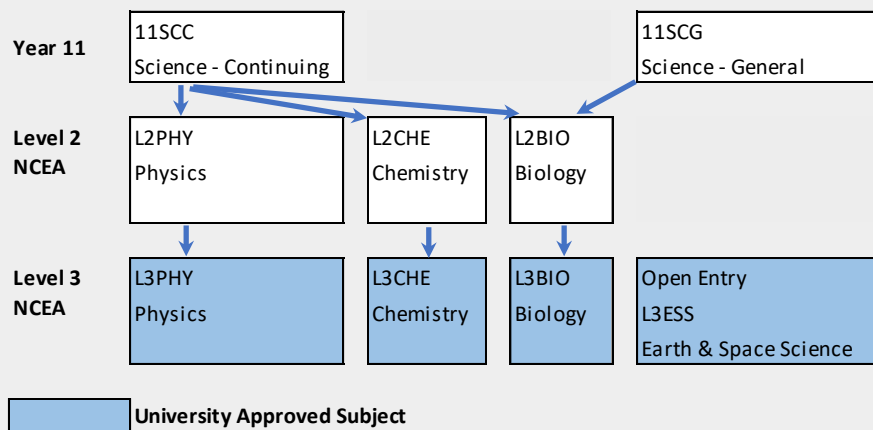 Year 11
11SCC
Science - Continuing
11SCG
Science - General
Level 2
NCEA
L2PHY
Physics
L2CHE
Chemistry
L2BIO
Biology
Level 3
NCEA
L3PHY
Physics
L3CHE
Chemistry
L3BIO
Biology
Open Entry
L3ESS
Earth & Space Science
University Approved Subject